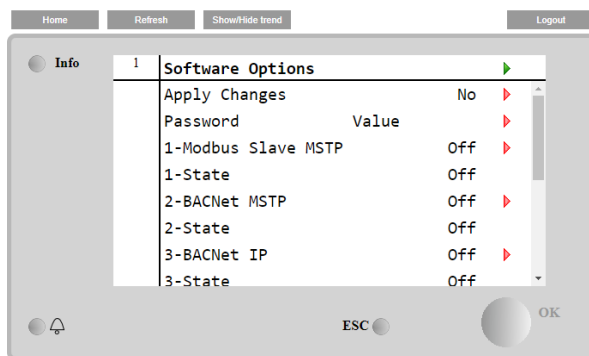 Home Refresh Show/Hide trend Logout
Info
1 Software Options
Apply Changes No
Password Value
1-Modbus Slave MSTP Off
1-State Off
2-BACNet MSTP Off
2-State Off
3-BACNet IP Off
3-State Off
ESC OK